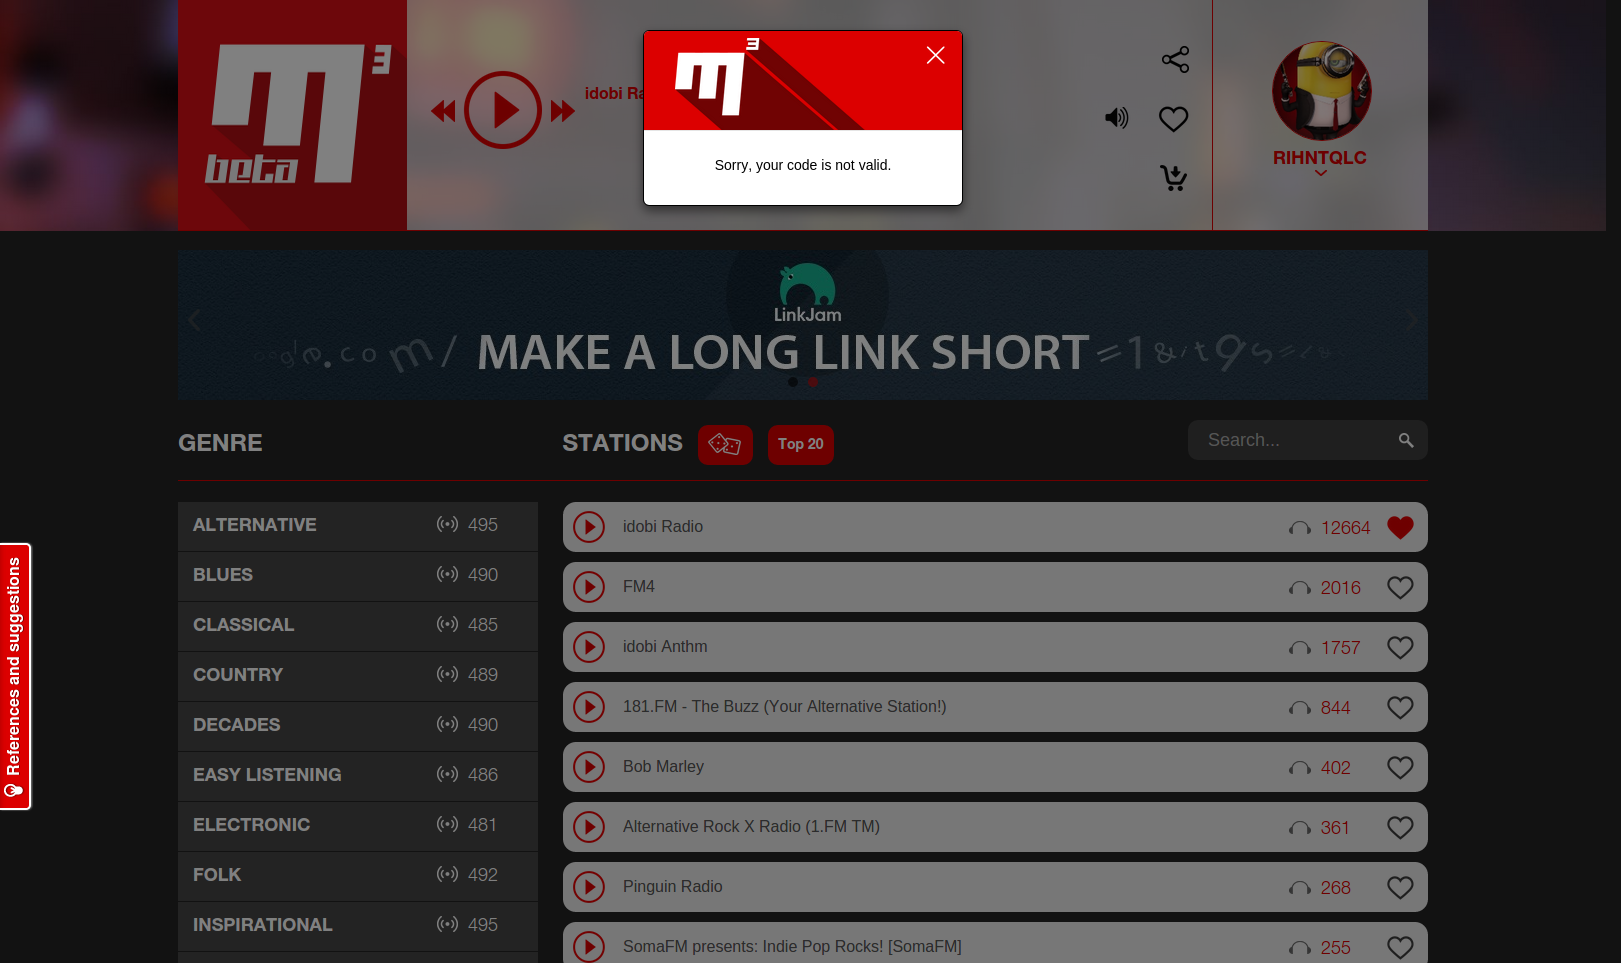 m3
beta
idobi Ra
m3
Sorry, your code is not valid.
RIHNTQLC
LinkJam
oogle.com/ MAKE A LONG LINK SHORT =1&/t9s=
GENRE
STATIONS
Top 20
Search...
ALTERNATIVE 495
BLUES 490
CLASSICAL 485
COUNTRY 489
DECADES 490
EASY LISTENING 486
ELECTRONIC 481
FOLK 492
INSPIRATIONAL 495
idobi Radio 12664
FM4 2016
idobi Anthm 1757
181.FM - The Buzz (Your Alternative Station!) 844
Bob Marley 402
Alternative Rock X Radio (1.FM TM) 361
Pinguin Radio 268
SomaFM presents: Indie Pop Rocks! [SomaFM] 255
References and suggestions